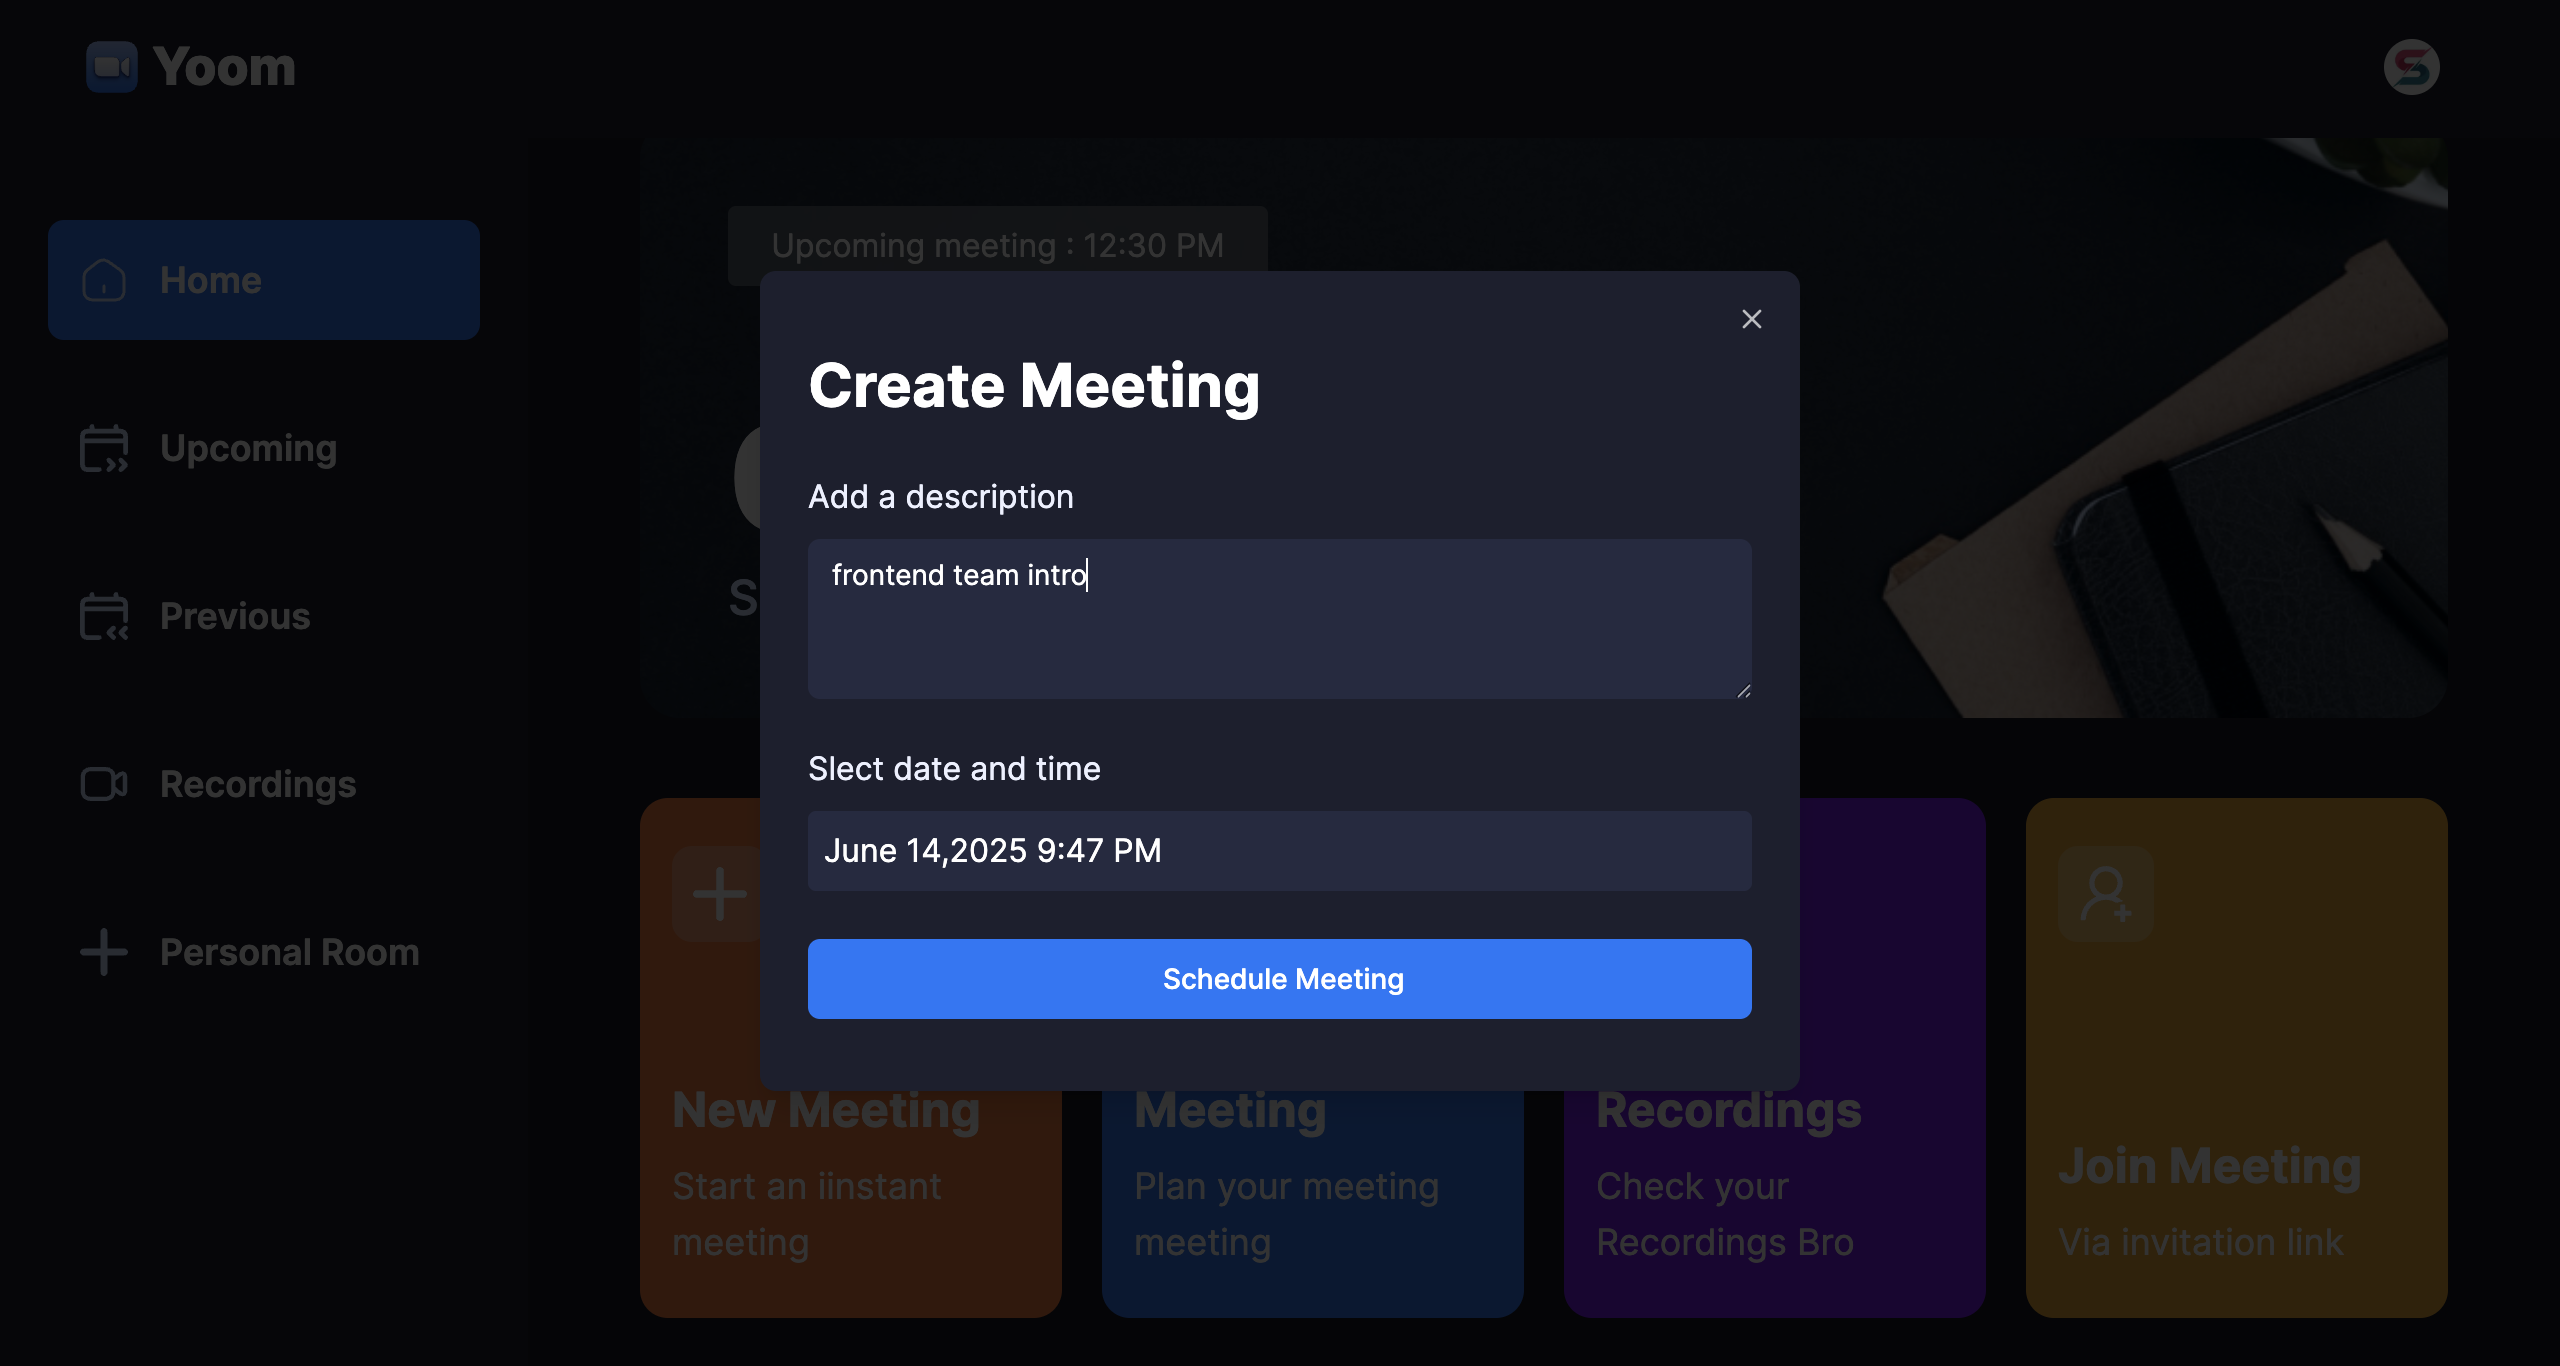 Yoom
Home
Upcoming
Previous
Recordings
Personal Room
Upcoming meeting : 12:30 PM
Create Meeting
Add a description
frontend team intro
Slect date and time
June 14,2025 9:47 PM
Schedule Meeting
New Meeting
Start an iinstant
meeting
Meeting
Plan your meeting
meeting
Recordings
Check your
Recordings Bro
Join Meeting
Via invitation link